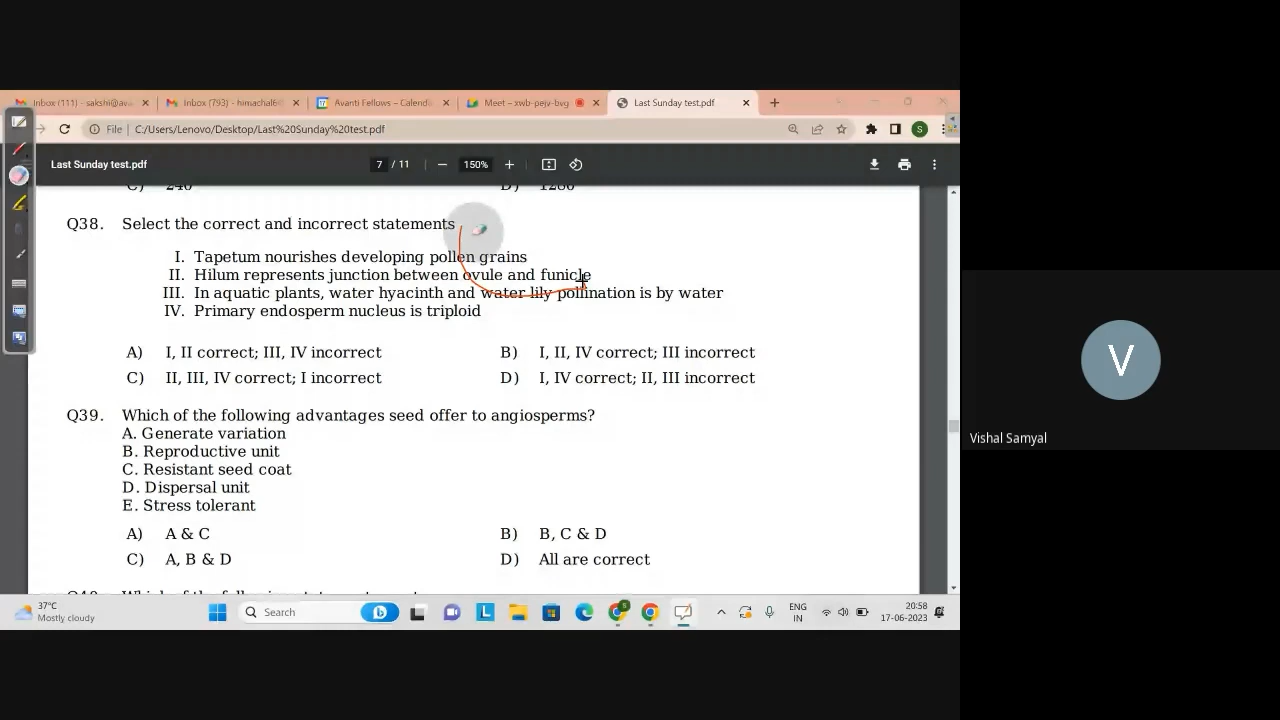 Inbox (111) – sakshi@ava
Inbox (793) – himachal6
Avanti Fellows – Calend
Meet – xwb-pejv-bvg
Last Sunday test.pdf
File | C:/Users/Lenovo/Desktop/Last%20Sunday%20test.pdf
S
Last Sunday test.pdf
7 / 11
150%
C) 240 D) 1280
Q38. Select the correct and incorrect statements
I. Tapetum nourishes developing pollen grains
II. Hilum represents junction between ovule and funicle
III. In aquatic plants, water hyacinth and water lily pollination is by water
IV. Primary endosperm nucleus is triploid
A) I, II correct; III, IV incorrect B) I, II, IV correct; III incorrect
C) II, III, IV correct; I incorrect D) I, IV correct; II, III incorrect
Q39. Which of the following advantages seed offer to angiosperms?
A. Generate variation
B. Reproductive unit
C. Resistant seed coat
D. Dispersal unit
E. Stress tolerant
A) A & C B) B, C & D
C) A, B & D D) All are correct
V
Vishal Samyal
37°C
Mostly cloudy
Search
ENG
IN
20:58
17-06-2023